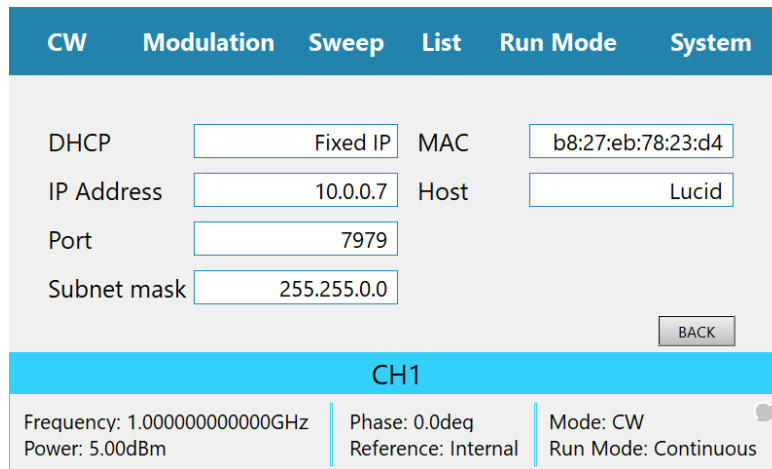 CW Modulation Sweep List Run Mode System
DHCP Fixed IP MAC b8:27:eb:78:23:d4
IP Address 10.0.0.7 Host Lucid
Port 7979
Subnet mask 255.255.0.0
BACK
CH1
Frequency: 1.000000000000GHz Phase: 0.0deg Mode: CW
Power: 5.00dBm Reference: Internal Run Mode: Continuous